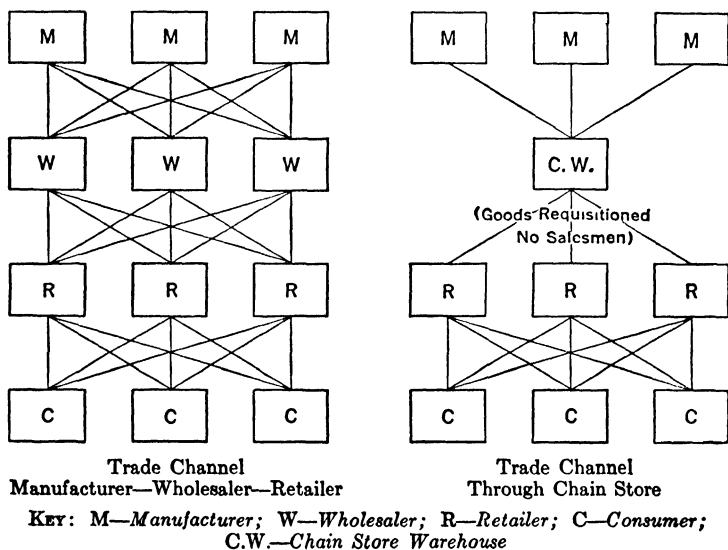 M M M M M M
W W W C.W.
(Goods Requisitioned
No Salesmen)
R R R R R R
C C C C C C
Trade Channel
Manufacturer—Wholesaler—Retailer
Trade Channel
Through Chain Store
KEY: M—Manufacturer; W—Wholesaler; R—Retailer; C—Consumer;
C.W.—Chain Store Warehouse